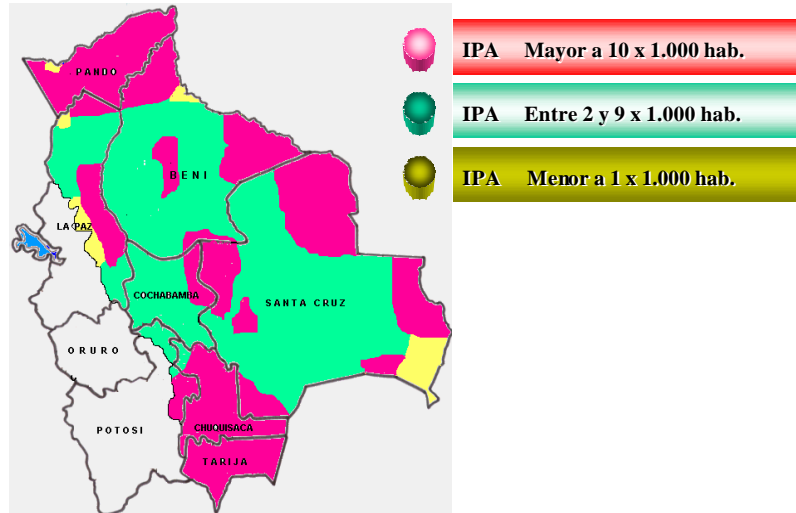 IPA Mayor a 10 x 1.000 hab.
IPA Entre 2 y 9 x 1.000 hab.
IPA Menor a 1 x 1.000 hab.
PANDO
BENI
LA PAZ
COCHABAMBA
SANTA CRUZ
ORURO
POTOSI
CHUQUISACA
TARIJA